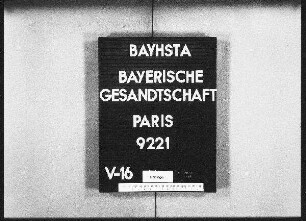 BAYHSTA
BAYERISCHE
GESANDTSCHAFT
PARIS
9221
V-16